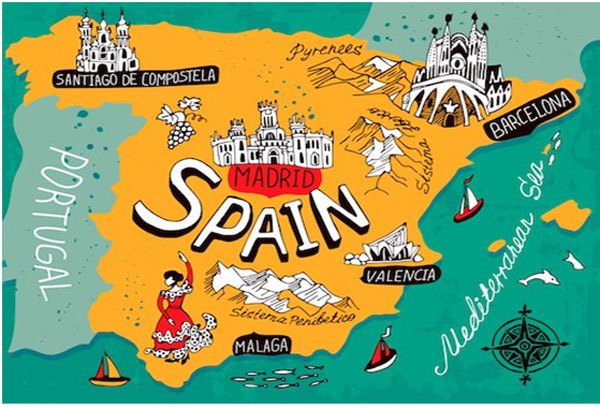 Pyrenees
SANTIAGO DE COMPOSTELA
BARCELONA
Sistema
MADRID
SPAIN
PORTUGAL
VALENCIA
Mediterranean Sea
Sistema Penibetico
MALAGA